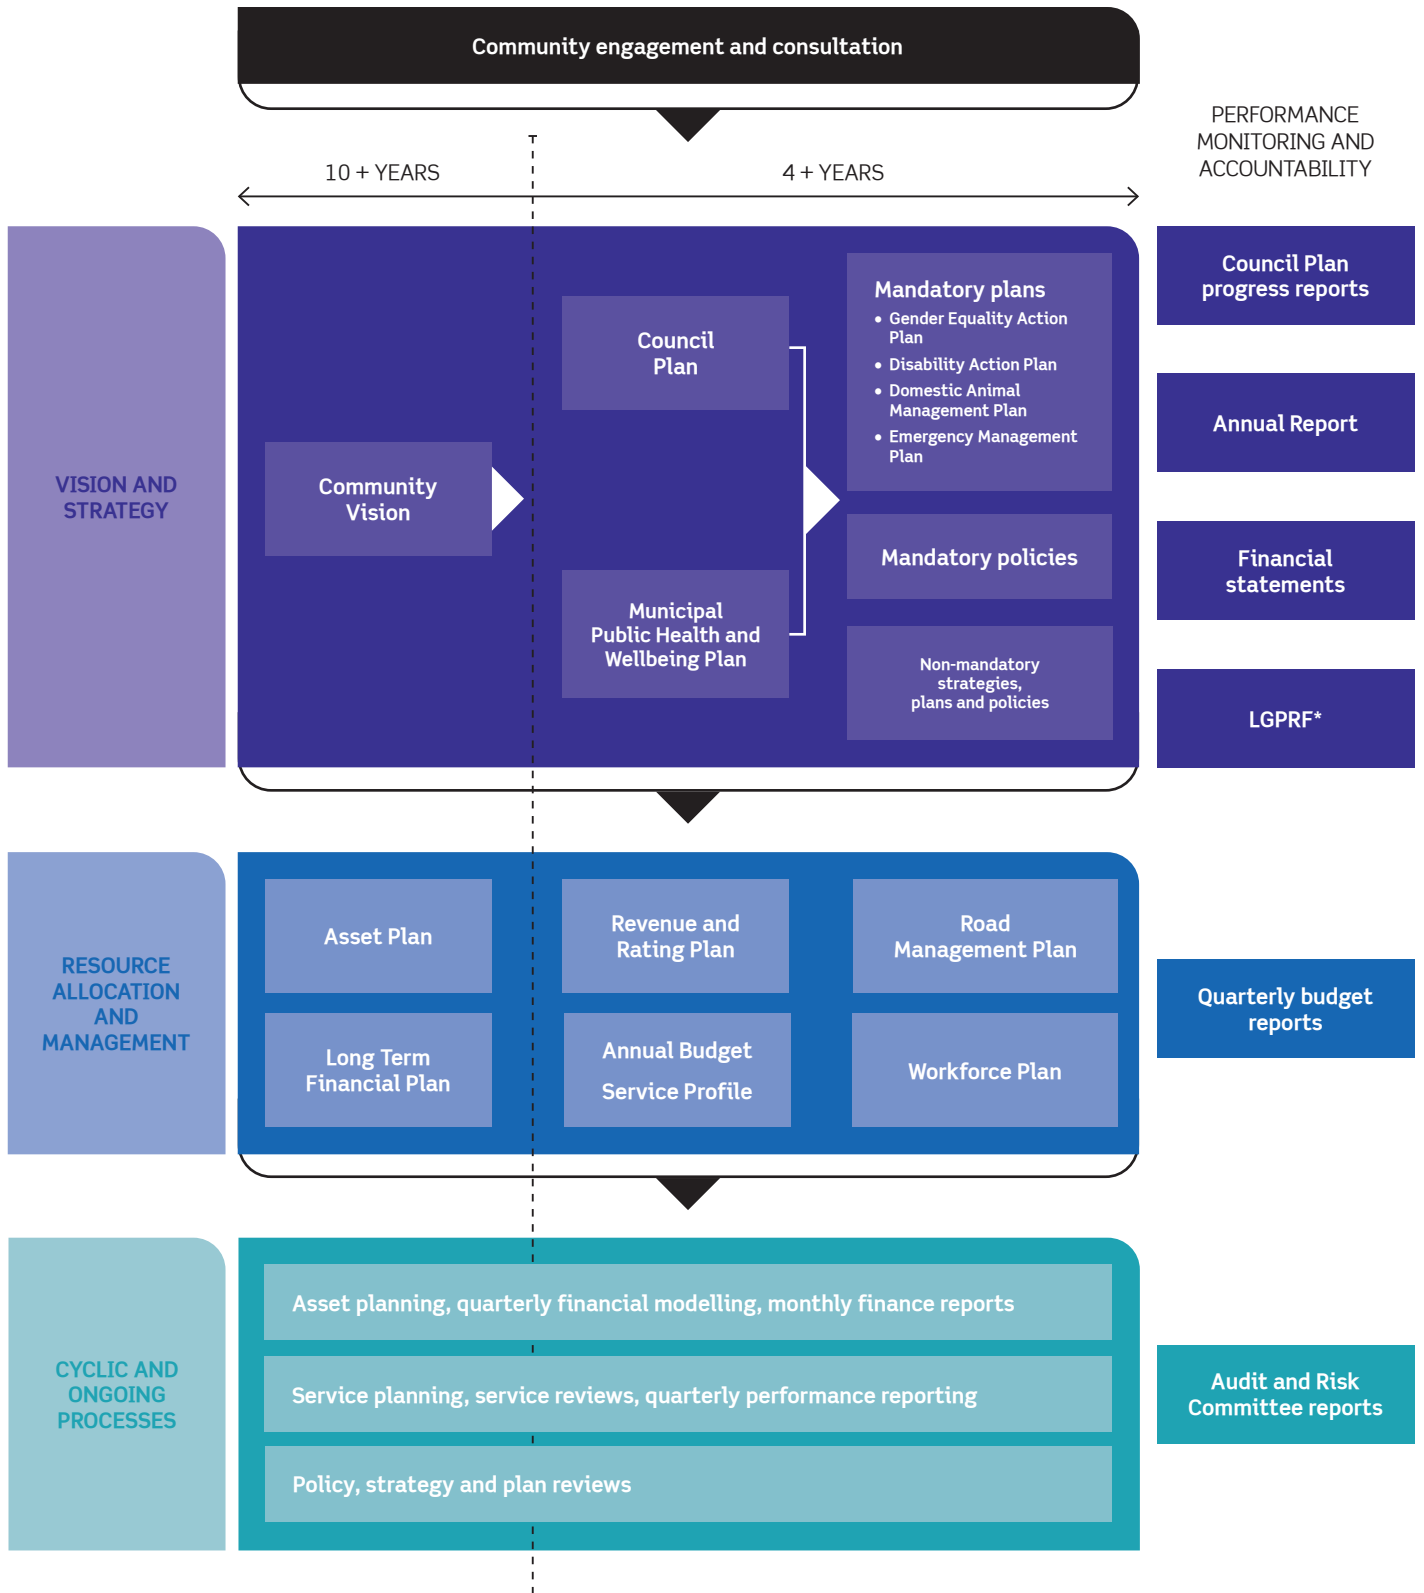 Community engagement and consultation
PERFORMANCE
MONITORING AND
ACCOUNTABILITY
10 + YEARS
4 + YEARS
VISION AND
STRATEGY
Community
Vision
Council
Plan
Municipal
Public Health and
Wellbeing Plan
Mandatory plans
• Gender Equality Action
Plan
• Disability Action Plan
• Domestic Animal
Management Plan
• Emergency Management
Plan
Mandatory policies
Non-mandatory
strategies,
plans and policies
Council Plan
progress reports
Annual Report
Financial
statements
LGPRF*
RESOURCE
ALLOCATION
AND
MANAGEMENT
Asset Plan
Revenue and
Rating Plan
Road
Management Plan
Long Term
Financial Plan
Annual Budget
Service Profile
Workforce Plan
Quarterly budget
reports
CYCLIC AND
ONGOING
PROCESSES
Asset planning, quarterly financial modelling, monthly finance reports
Service planning, service reviews, quarterly performance reporting
Policy, strategy and plan reviews
Audit and Risk
Committee reports